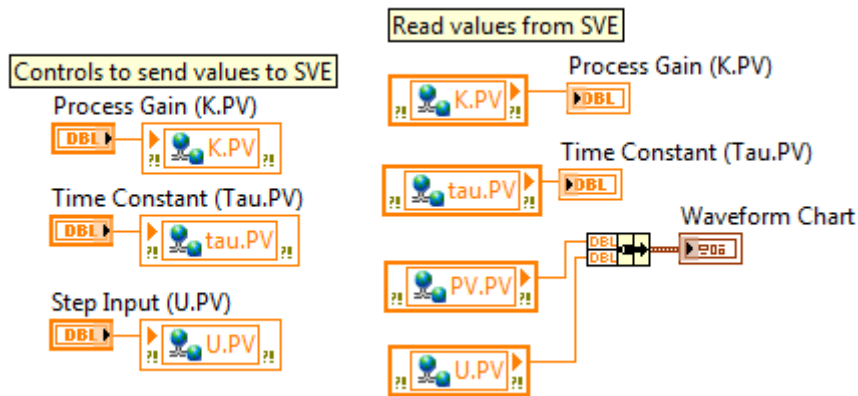 Controls to send values to SVE
Process Gain (K.PV)
DBL
?! K.PV ?!
Time Constant (Tau.PV)
DBL
?! tau.PV ?!
Step Input (U.PV)
DBL
?! U.PV ?!
Read values from SVE
?! K.PV ?!
Process Gain (K.PV)
DBL
?! tau.PV ?!
Time Constant (Tau.PV)
DBL
?! PV.PV ?!
DBL
DBL
Waveform Chart
?! U.PV ?!